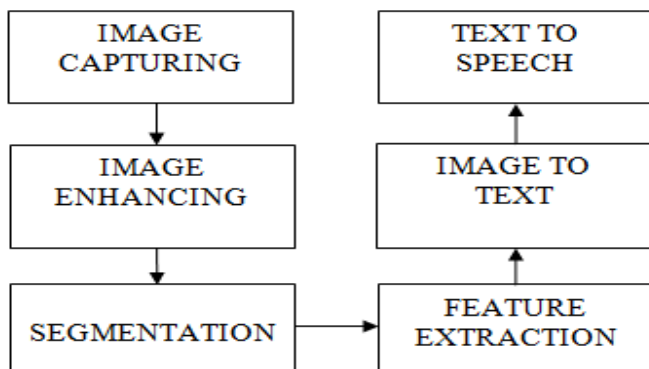 IMAGE
CAPTURING
IMAGE
ENHANCING
SEGMENTATION
FEATURE
EXTRACTION
IMAGE TO
TEXT
TEXT TO
SPEECH